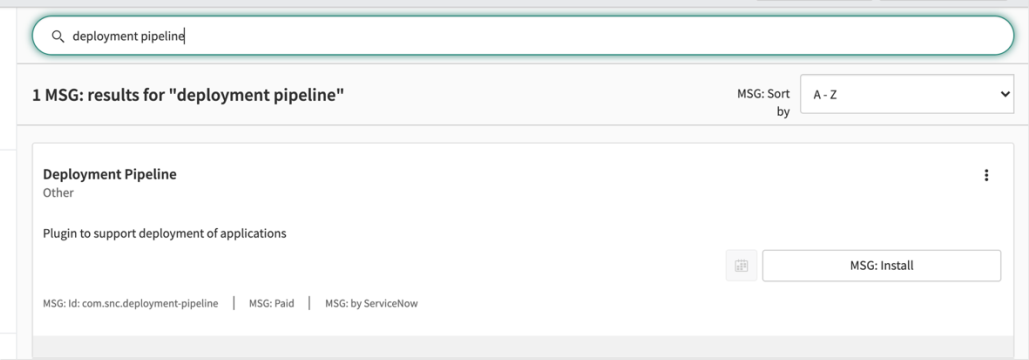 deployment pipeline
1 MSG: results for "deployment pipeline"
MSG: Sort
by
A - Z
Deployment Pipeline
Other
Plugin to support deployment of applications
MSG: Install
MSG: Id: com.snc.deployment-pipeline | MSG: Paid | MSG: by ServiceNow